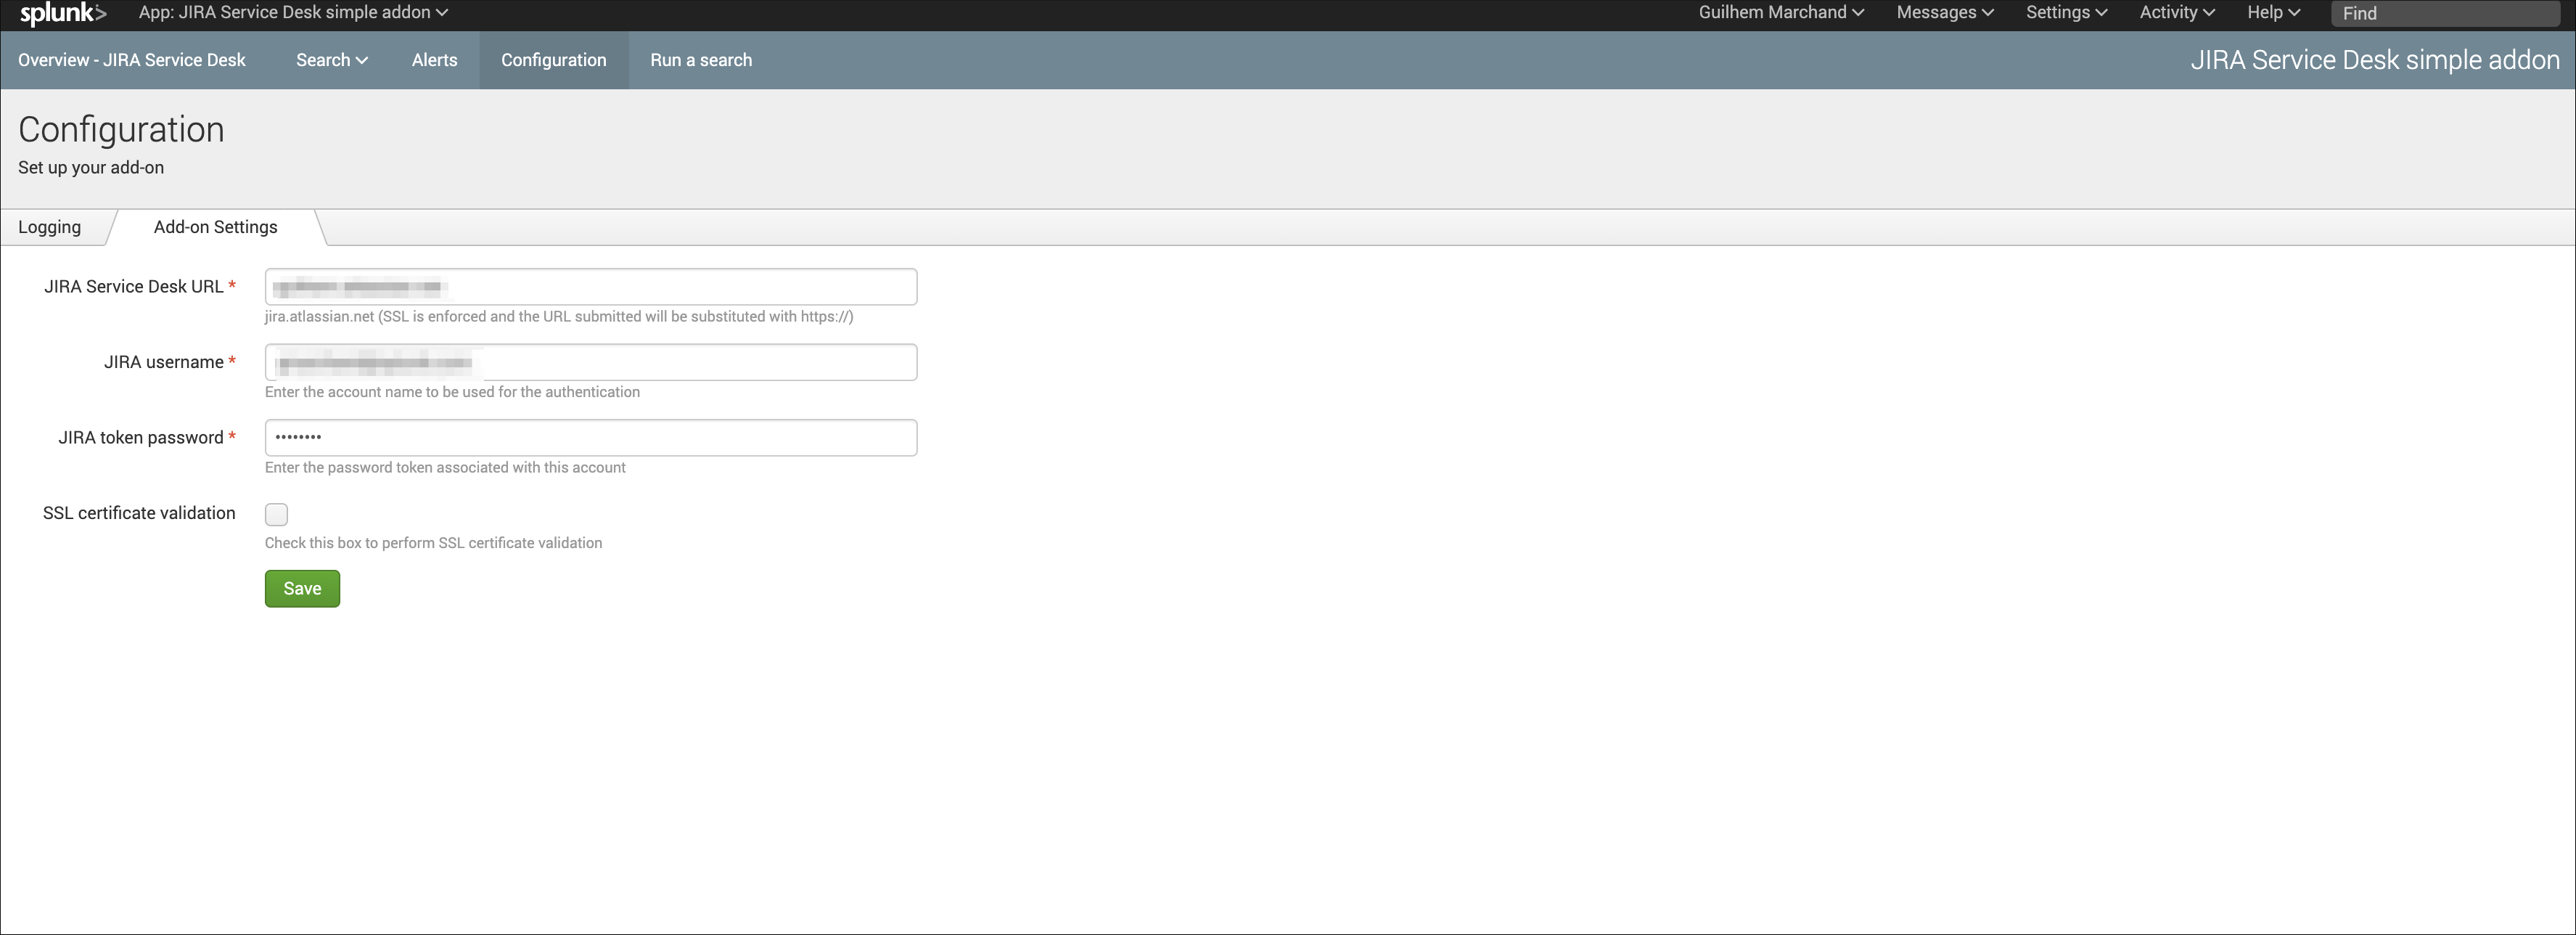 splunk> App: JIRA Service Desk simple addon Guilhem Marchand Messages Settings Activity Help Find
Overview - JIRA Service Desk Search Alerts Configuration Run a search JIRA Service Desk simple addon
Configuration
Set up your add-on
Logging Add-on Settings
JIRA Service Desk URL *
jira.atlassian.net (SSL is enforced and the URL submitted will be substituted with https://)
JIRA username *
Enter the account name to be used for the authentication
JIRA token password * ••••••••
Enter the password token associated with this account
SSL certificate validation
Check this box to perform SSL certificate validation
Save